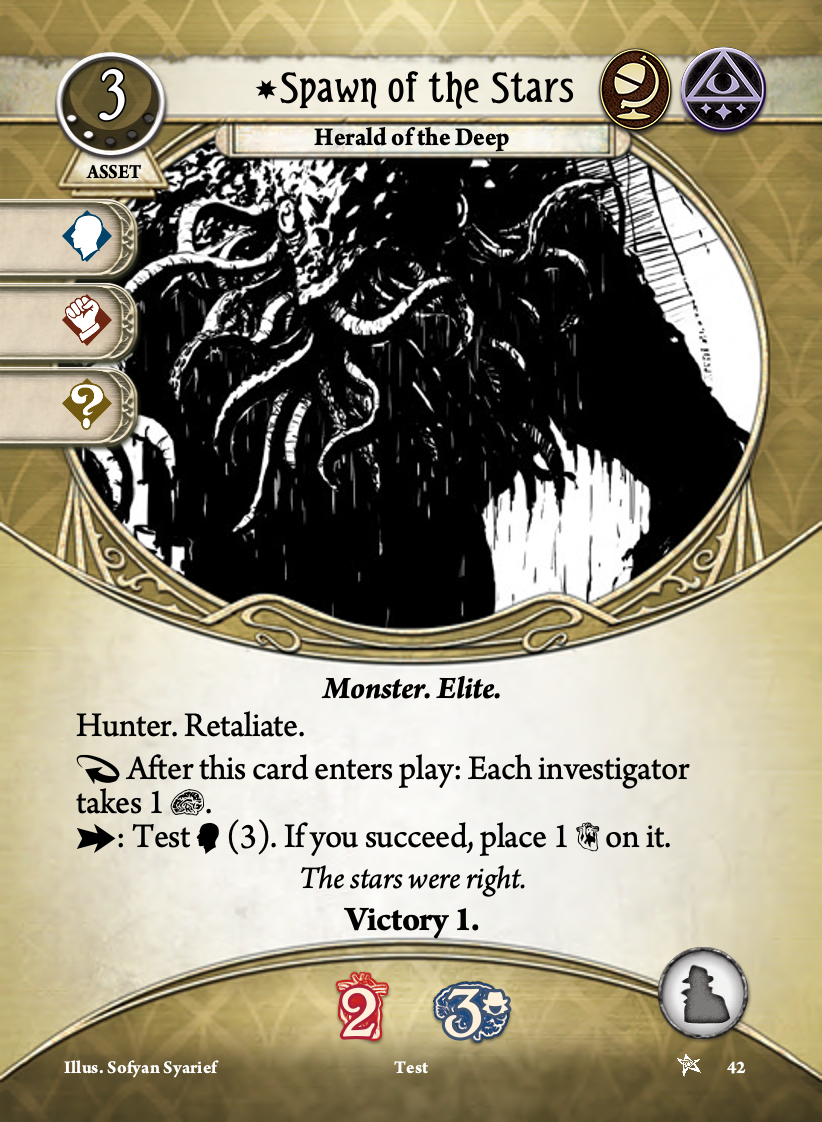 3
Spawn of the Stars
Herald of the Deep
ASSET
?
Monster. Elite.
Hunter. Retaliate.
After this card enters play: Each investigator
takes 1 .
: Test (3). If you succeed, place 1 on it.
The stars were right.
Victory 1.
2
3
Illus. Sofyan Syarief
Test
42